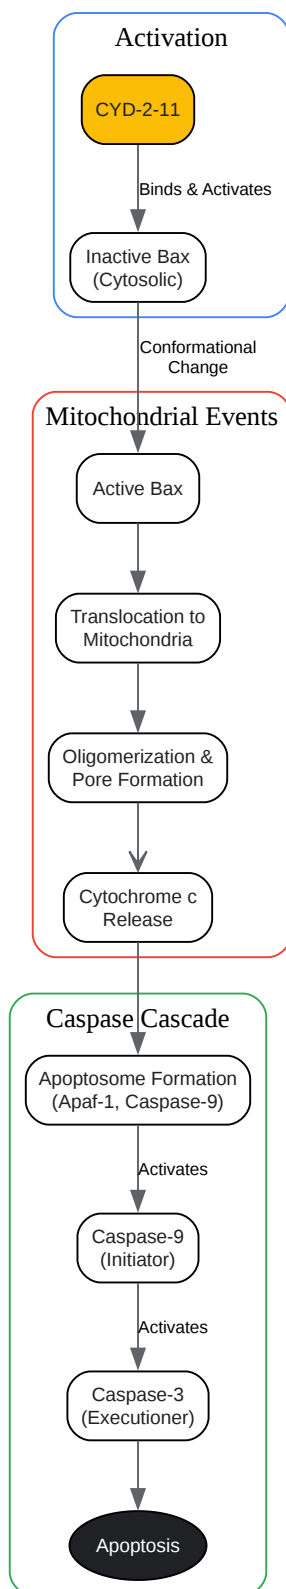 Activation
CYD-2-11
Binds & Activates
Inactive Bax
(Cytosolic)
Conformational
Change
Mitochondrial Events
Active Bax
Translocation to
Mitochondria
Oligomerization &
Pore Formation
Cytochrome c
Release
Caspase Cascade
Apoptosome Formation
(Apaf-1, Caspase-9)
Activates
Caspase-9
(Initiator)
Activates
Caspase-3
(Executioner)
Apoptosis